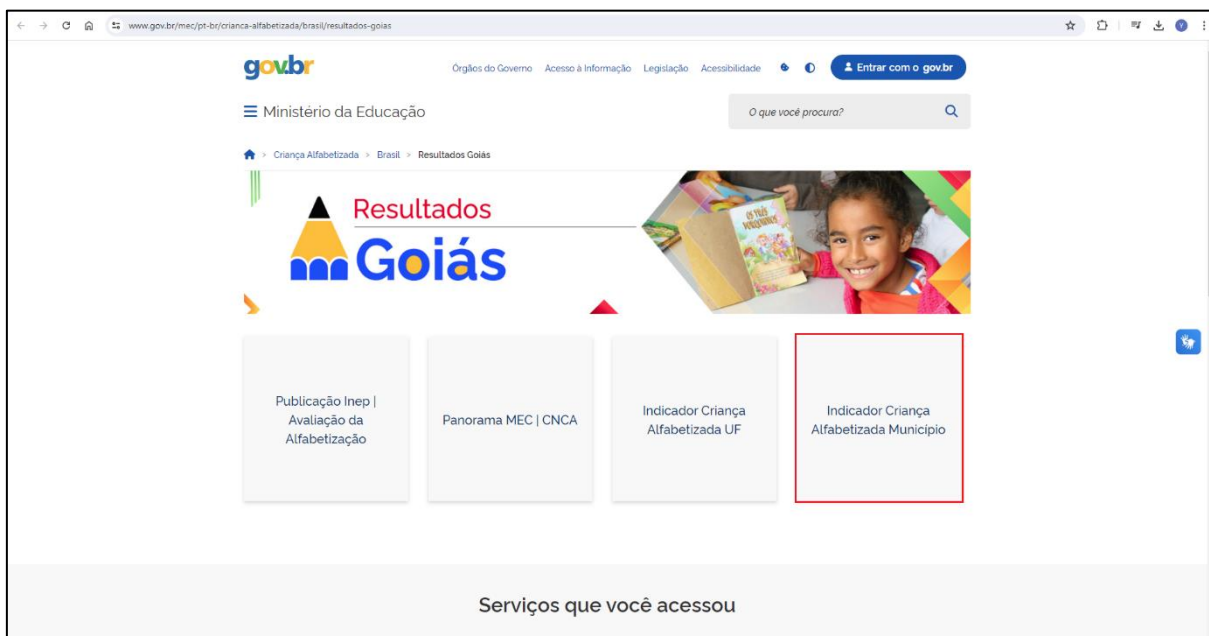 www.gov.br/mec/pt-br/crianca-alfabetizada/brasil/resultados-goias
gov.br
Órgãos do Governo Acesso à Informação Legislação Acessibilidade
Entrar com o gov.br
Ministério da Educação
O que você procura?
> Criança Alfabetizada > Brasil > Resultados Goiás
Resultados
Goiás
OS TRÊS
PORQUINHOS
Publicação Inep |
Avaliação da
Alfabetização
Panorama MEC | CNCA
Indicador Criança
Alfabetizada UF
Indicador Criança
Alfabetizada Município
Serviços que você acessou